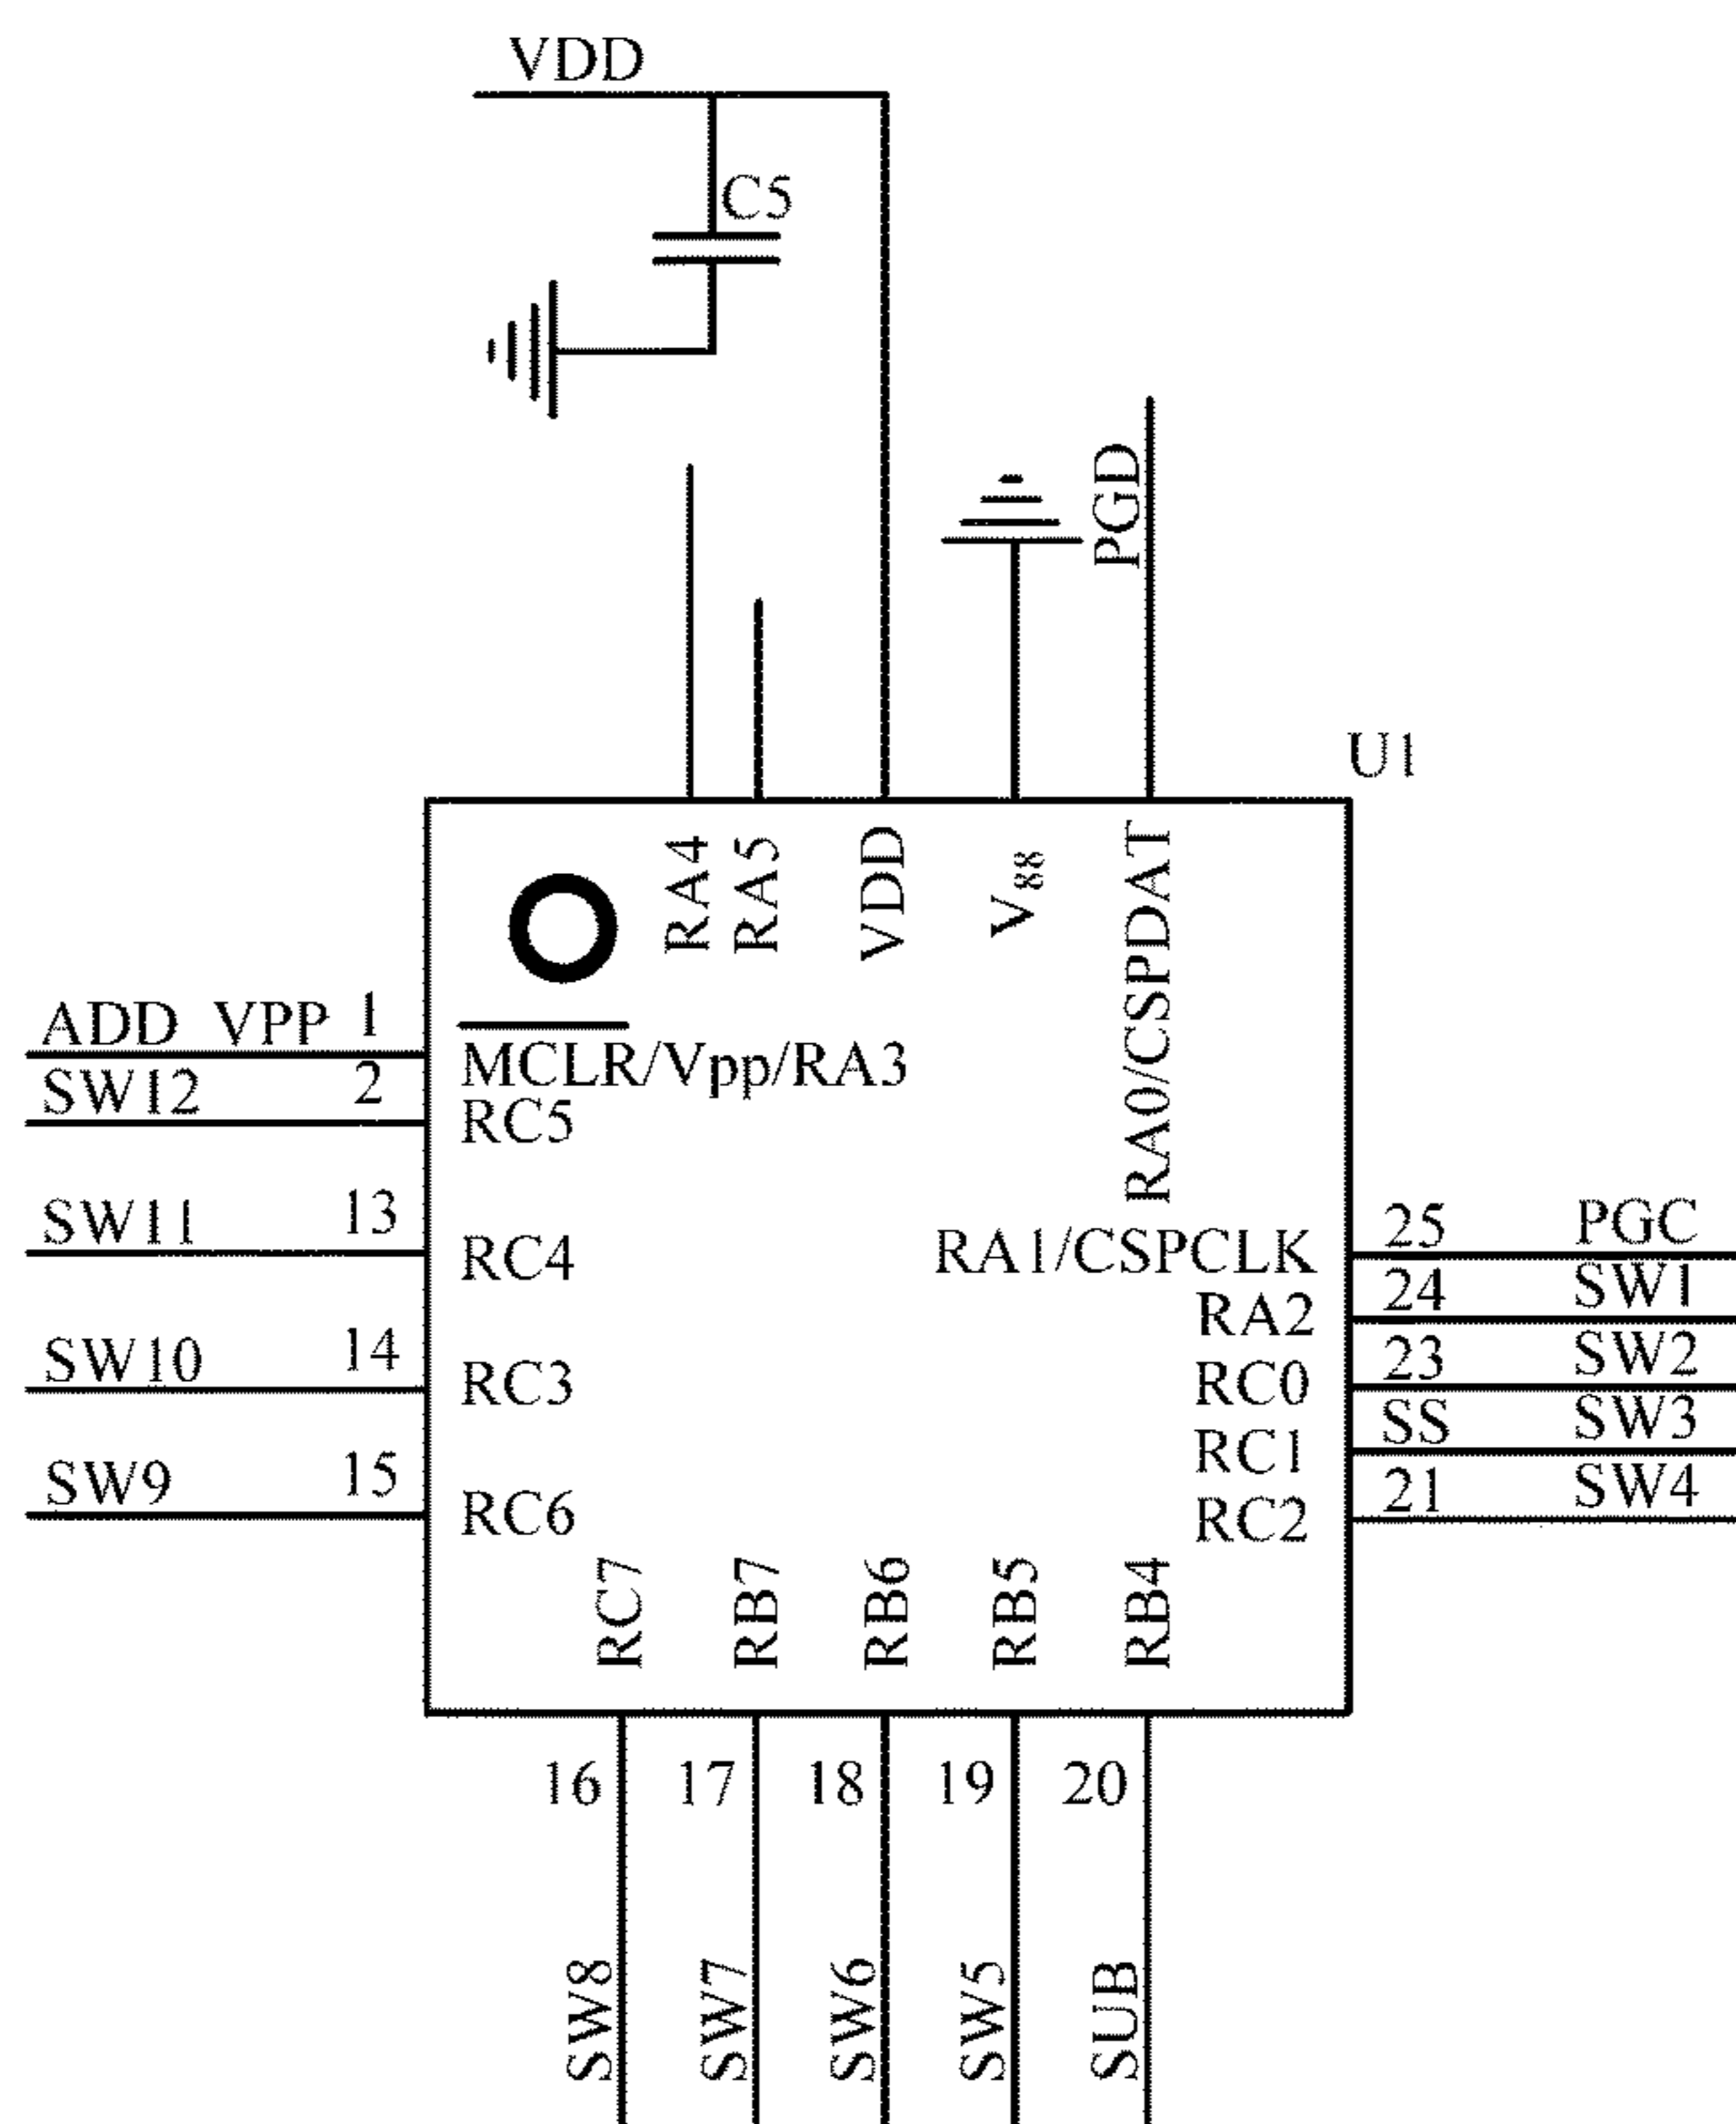 VDD
C5
PGD
U1
RA4
RA5
VDD
V88
RA0/CSPDAT
ADD VPP 1
MCLR/Vpp/RA3
SW12 2
RC5
SW11 13
RC4
SW10 14
RC3
SW9 15
RC6
RA1/CSPCLK 25 PGC
RA2 24 SW1
RC0 23 SW2
RC1 SS SW3
RC2 21 SW4
RC7
RB7
RB6
RB5
RB4
16 17 18 19 20
SW8
SW7
SW6
SW5
SUB